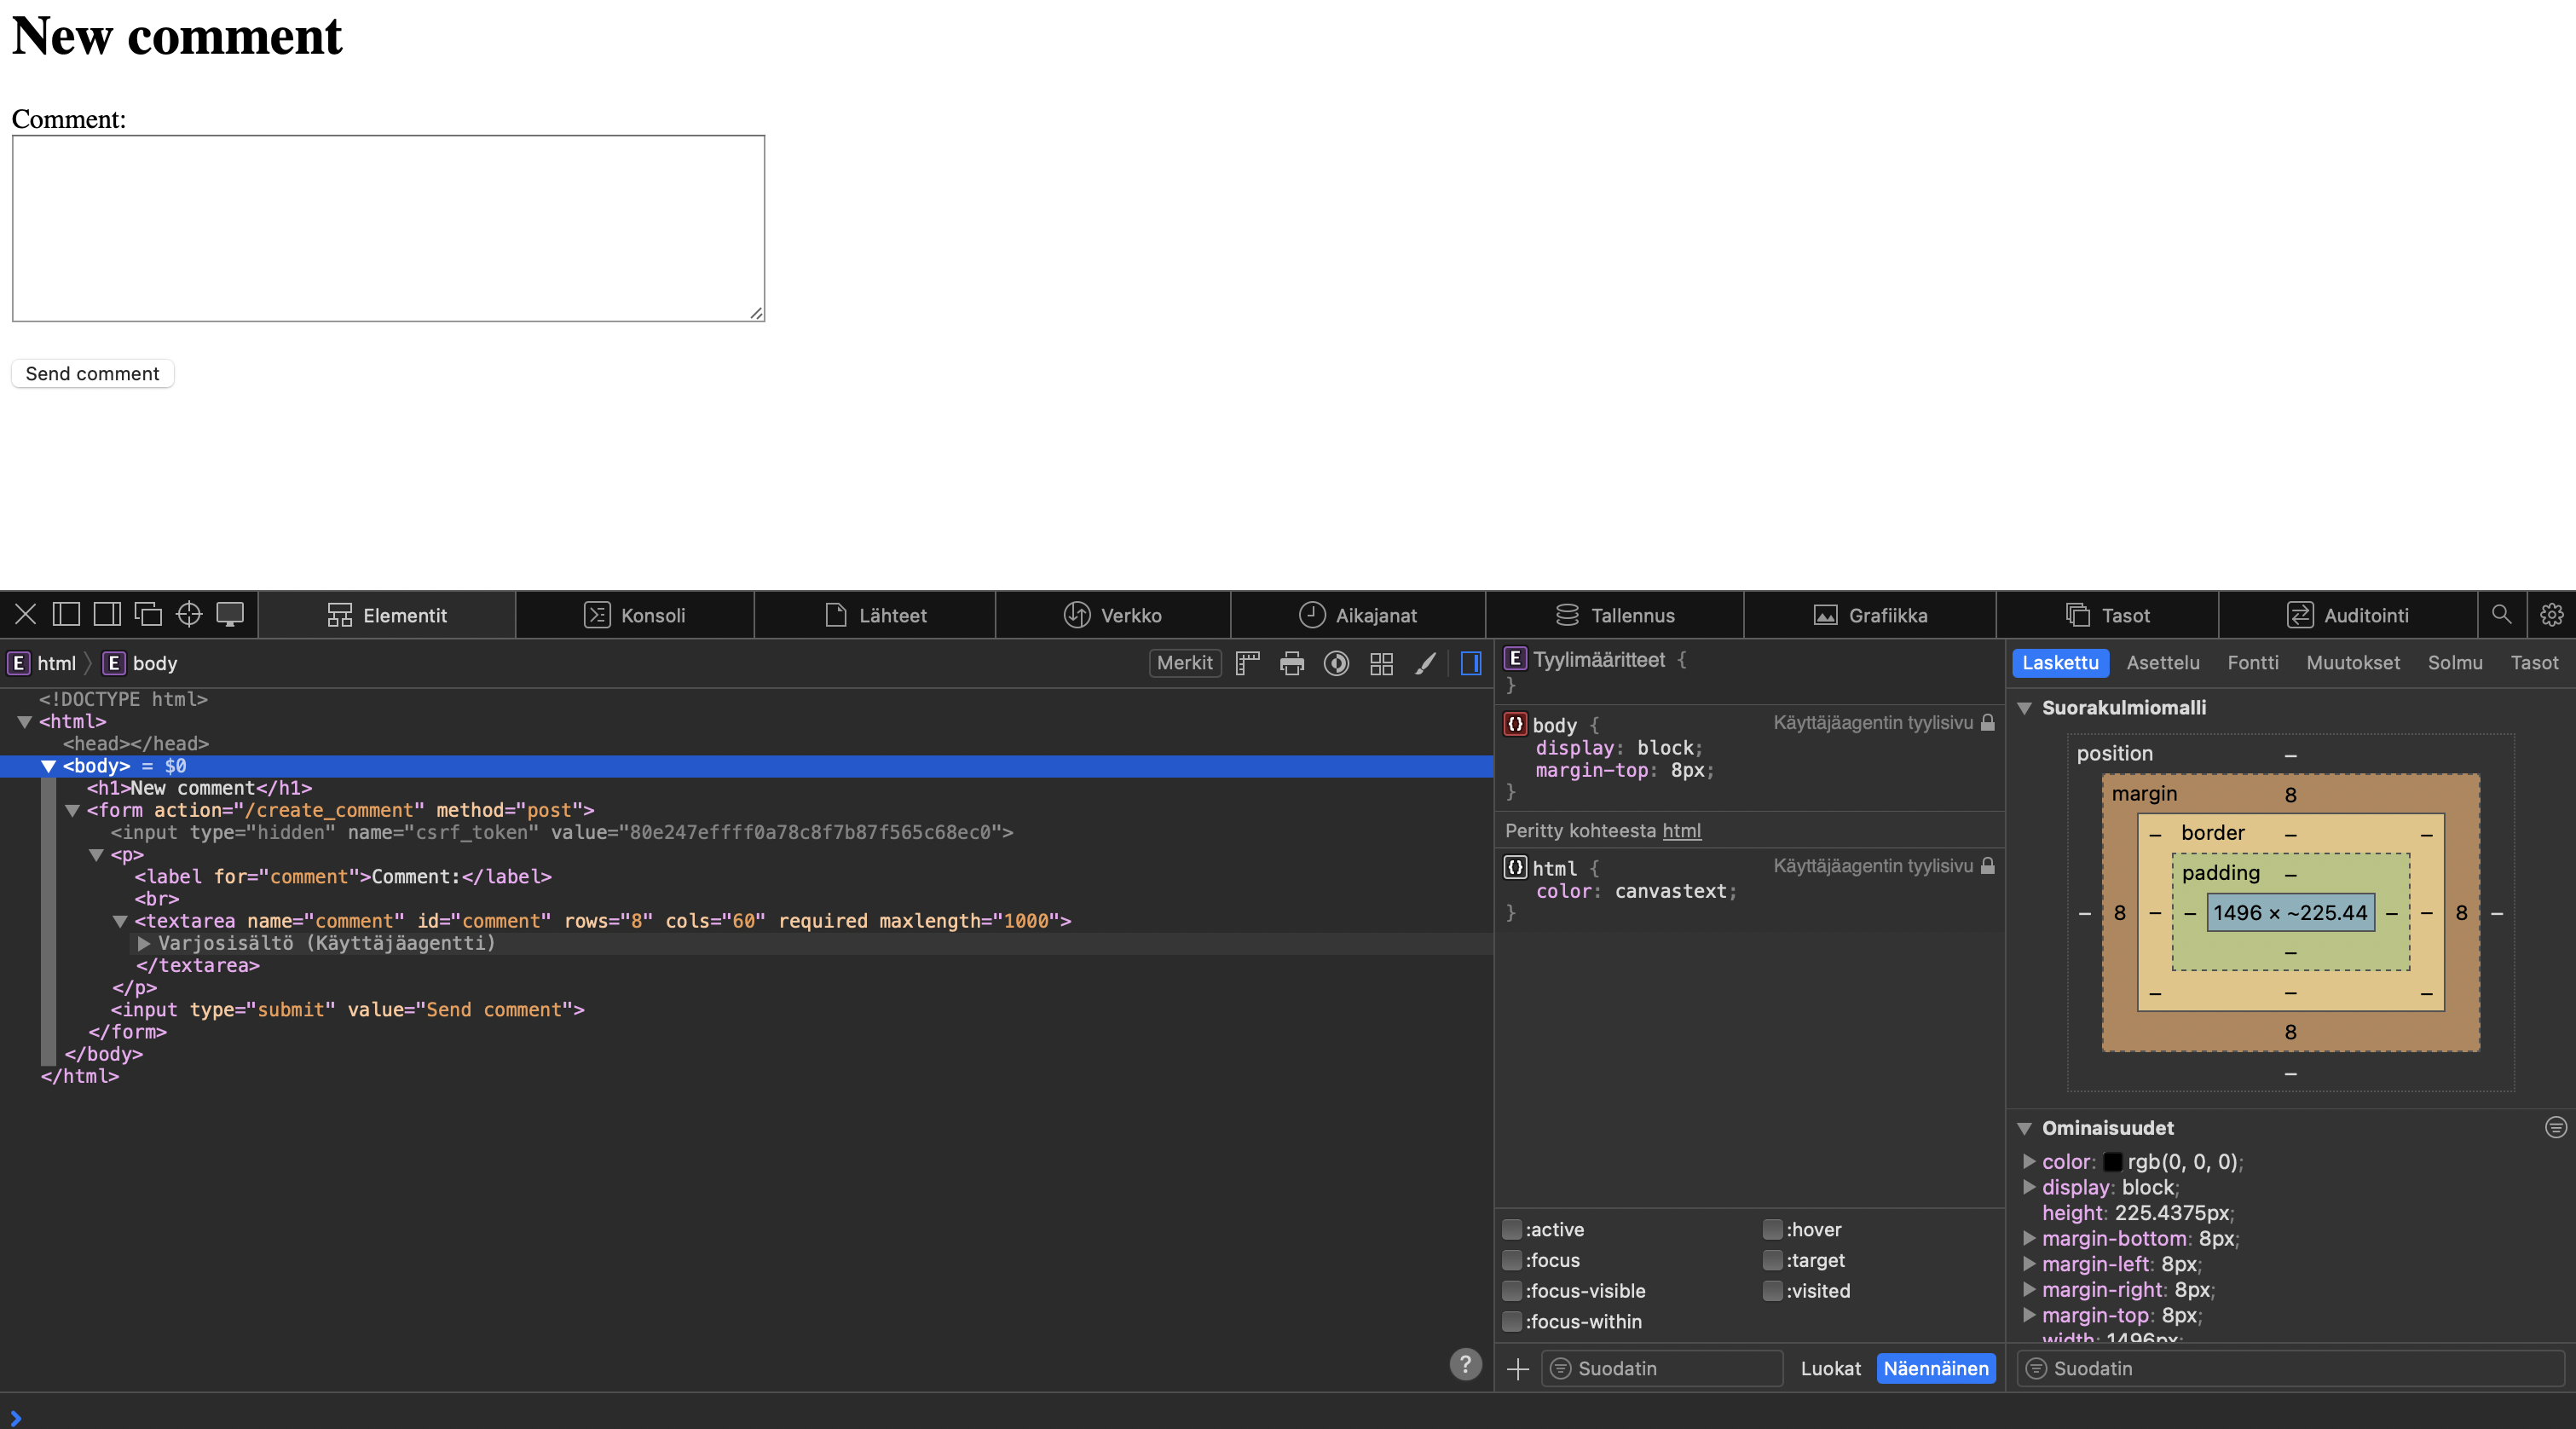 New comment
Comment:
Send comment
Elementit
Konsoli
Lähteet
Verkko
Aikajanat
Tallennus
Grafiikka
Tasot
Auditointi
E html E body
Merkit
<!DOCTYPE html>
<html>
<head></head>
<body> = $0
<h1>New comment</h1>
<form action="/create_comment" method="post">
<input type="hidden" name="csrf_token" value="80e247effff0a78c8f7b87f565c68ec0">
<p>
<label for="comment">Comment:</label>
<br>
<textarea name="comment" id="comment" rows="8" cols="60" required maxlength="1000">
Varjosisältö (Käyttäjäagentti)
</textarea>
</p>
<input type="submit" value="Send comment">
</form>
</body>
</html>
?
E Tyylimääritteet {
}
{} body { Käyttäjäagentin tyylisivu
display: block;
margin-top: 8px;
}
Peritty kohteesta html
{} html { Käyttäjäagentin tyylisivu
color: canvastext;
}
:active :hover
:focus :target
:focus-visible :visited
:focus-within
Suodatin
Luokat
Näennäinen
Laskettu Asettelu Fontti Muutokset Solmu Tasot
Suorakulmiomalli
position –
margin 8
– border – –
padding –
– 8 – – 1496 × ~225.44 – – 8 –
–
– – –
8
–
Ominaisuudet
color: rgb(0, 0, 0);
display: block;
height: 225.4375px;
margin-bottom: 8px;
margin-left: 8px;
margin-right: 8px;
margin-top: 8px;
width: 1496px;
Suodatin